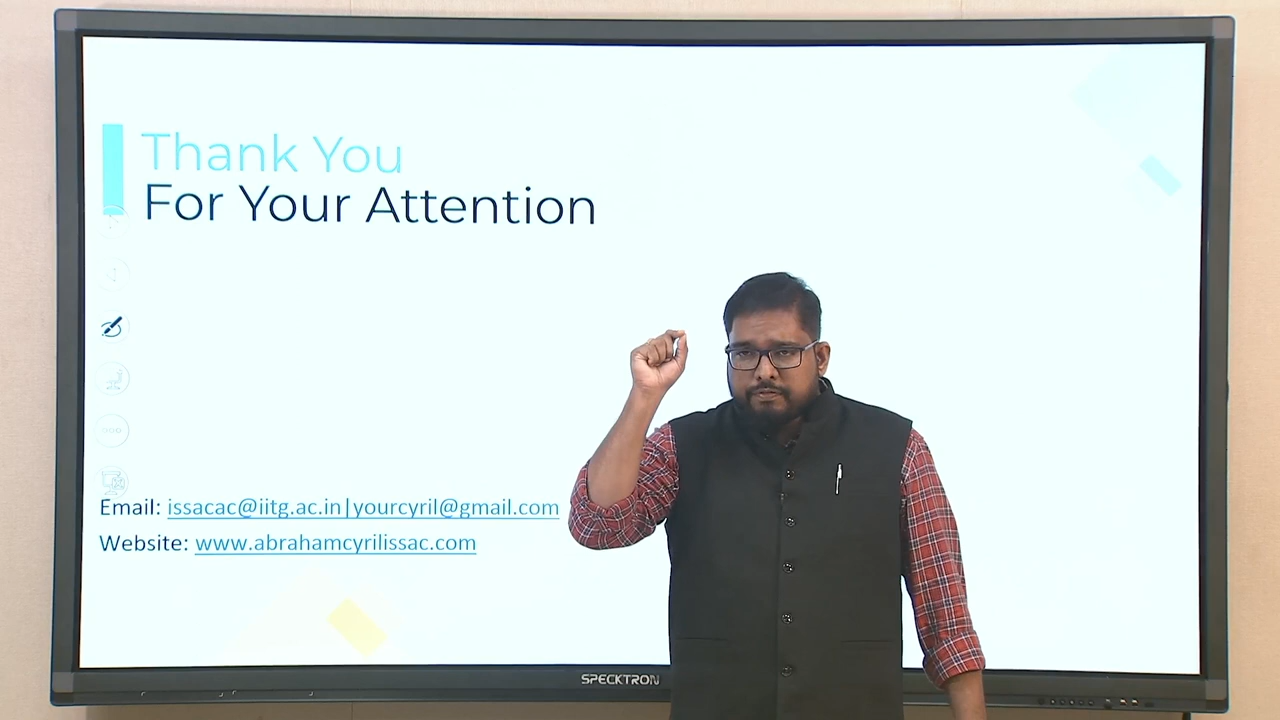 Thank You
For Your Attention
Email: issacac@iitg.ac.in|yourcyril@gmail.com
Website: www.abrahamcyrilissac.com
SPECKTRON